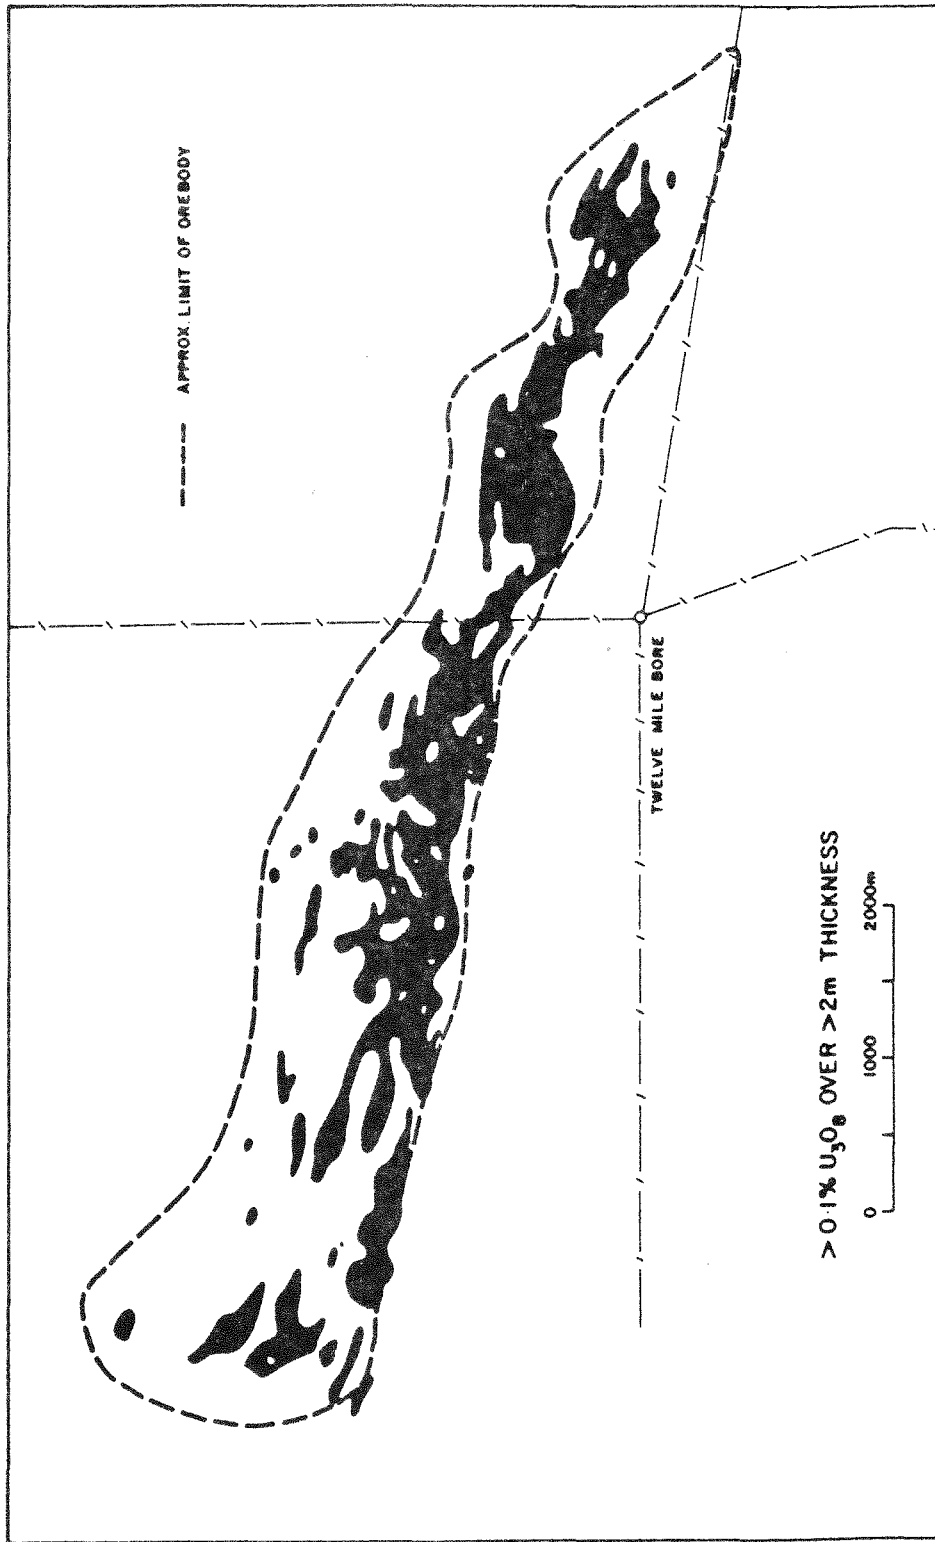 APPROX. LIMIT OF OREBODY
TWELVE MILE BORE
>0·1% U₃O₈ OVER >2m THICKNESS
0 1000 2000m